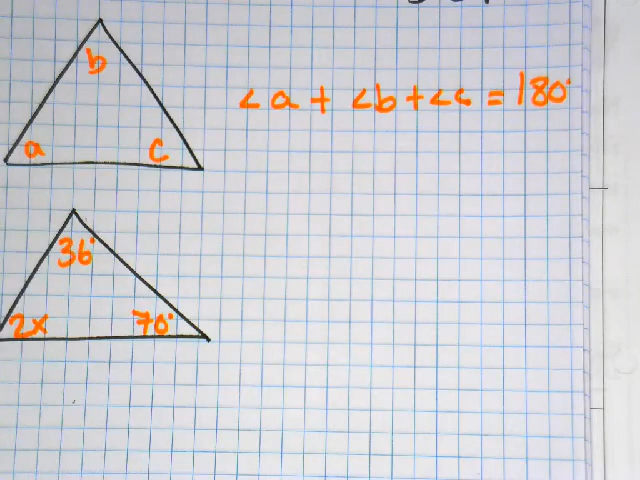 b
∠a + ∠b + ∠c = 180°
a c
36°
2x 70°